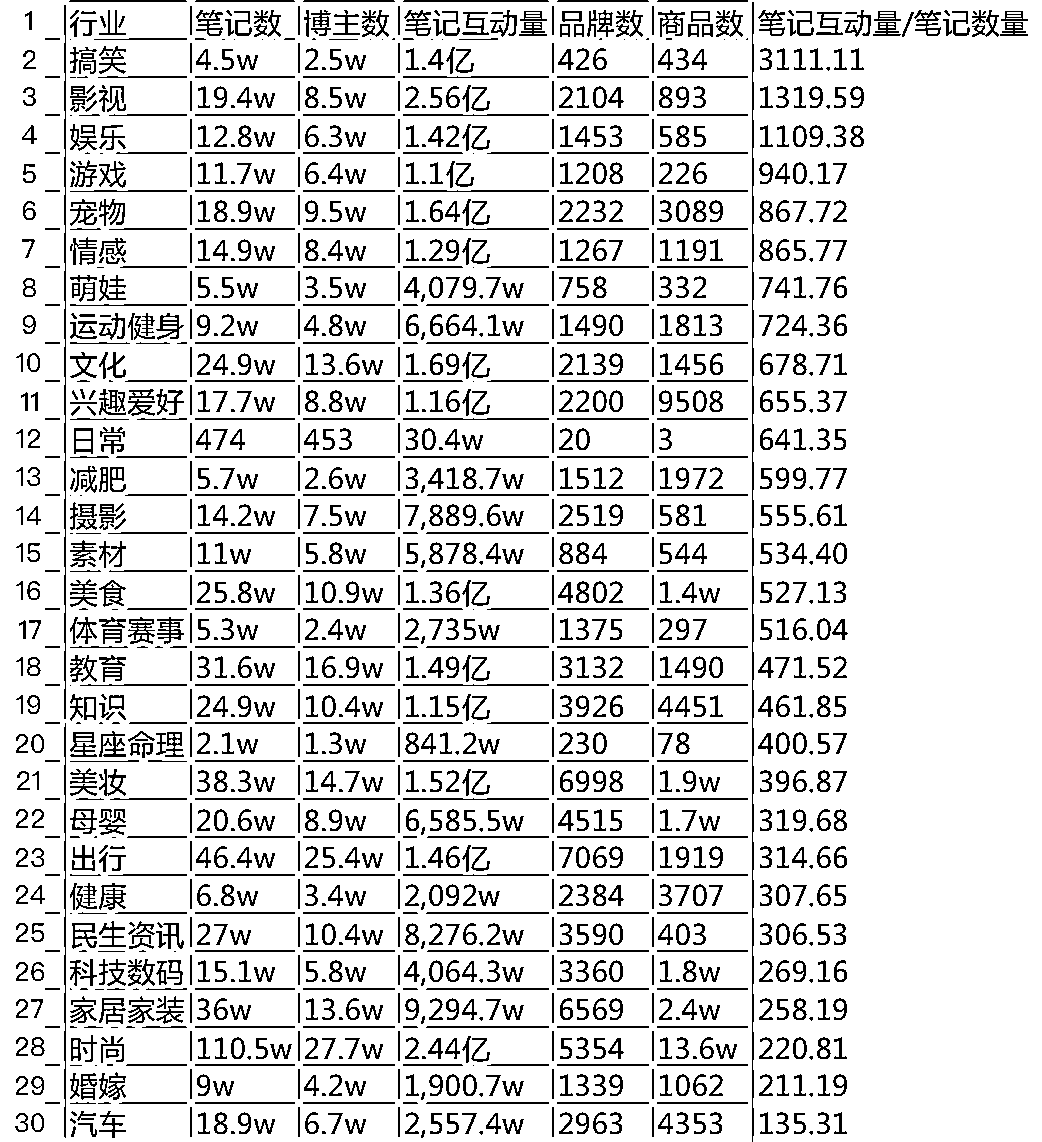 1 行业 笔记数 博主数 笔记互动量 品牌数 商品数 笔记互动量/笔记数量
2 搞笑 4.5w 2.5w 1.4亿 426 434 3111.11
3 影视 19.4w 8.5w 2.56亿 2104 893 1319.59
4 娱乐 12.8w 6.3w 1.42亿 1453 585 1109.38
5 游戏 11.7w 6.4w 1.1亿 1208 226 940.17
6 宠物 18.9w 9.5w 1.64亿 2232 3089 867.72
7 情感 14.9w 8.4w 1.29亿 1267 1191 865.77
8 萌娃 5.5w 3.5w 4,079.7w 758 332 741.76
9 运动健身 9.2w 4.8w 6,664.1w 1490 1813 724.36
10 文化 24.9w 13.6w 1.69亿 2139 1456 678.71
11 兴趣爱好 17.7w 8.8w 1.16亿 2200 9508 655.37
12 日常 474 453 30.4w 20 3 641.35
13 减肥 5.7w 2.6w 3,418.7w 1512 1972 599.77
14 摄影 14.2w 7.5w 7,889.6w 2519 581 555.61
15 素材 11w 5.8w 5,878.4w 884 544 534.40
16 美食 25.8w 10.9w 1.36亿 4802 1.4w 527.13
17 体育赛事 5.3w 2.4w 2,735w 1375 297 516.04
18 教育 31.6w 16.9w 1.49亿 3132 1490 471.52
19 知识 24.9w 10.4w 1.15亿 3926 4451 461.85
20 星座命理 2.1w 1.3w 841.2w 230 78 400.57
21 美妆 38.3w 14.7w 1.52亿 6998 1.9w 396.87
22 母婴 20.6w 8.9w 6,585.5w 4515 1.7w 319.68
23 出行 46.4w 25.4w 1.46亿 7069 1919 314.66
24 健康 6.8w 3.4w 2,092w 2384 3707 307.65
25 民生资讯 27w 10.4w 8,276.2w 3590 403 306.53
26 科技数码 15.1w 5.8w 4,064.3w 3360 1.8w 269.16
27 家居家装 36w 13.6w 9,294.7w 6569 2.4w 258.19
28 时尚 110.5w 27.7w 2.44亿 5354 13.6w 220.81
29 婚嫁 9w 4.2w 1,900.7w 1339 1062 211.19
30 汽车 18.9w 6.7w 2,557.4w 2963 4353 135.31